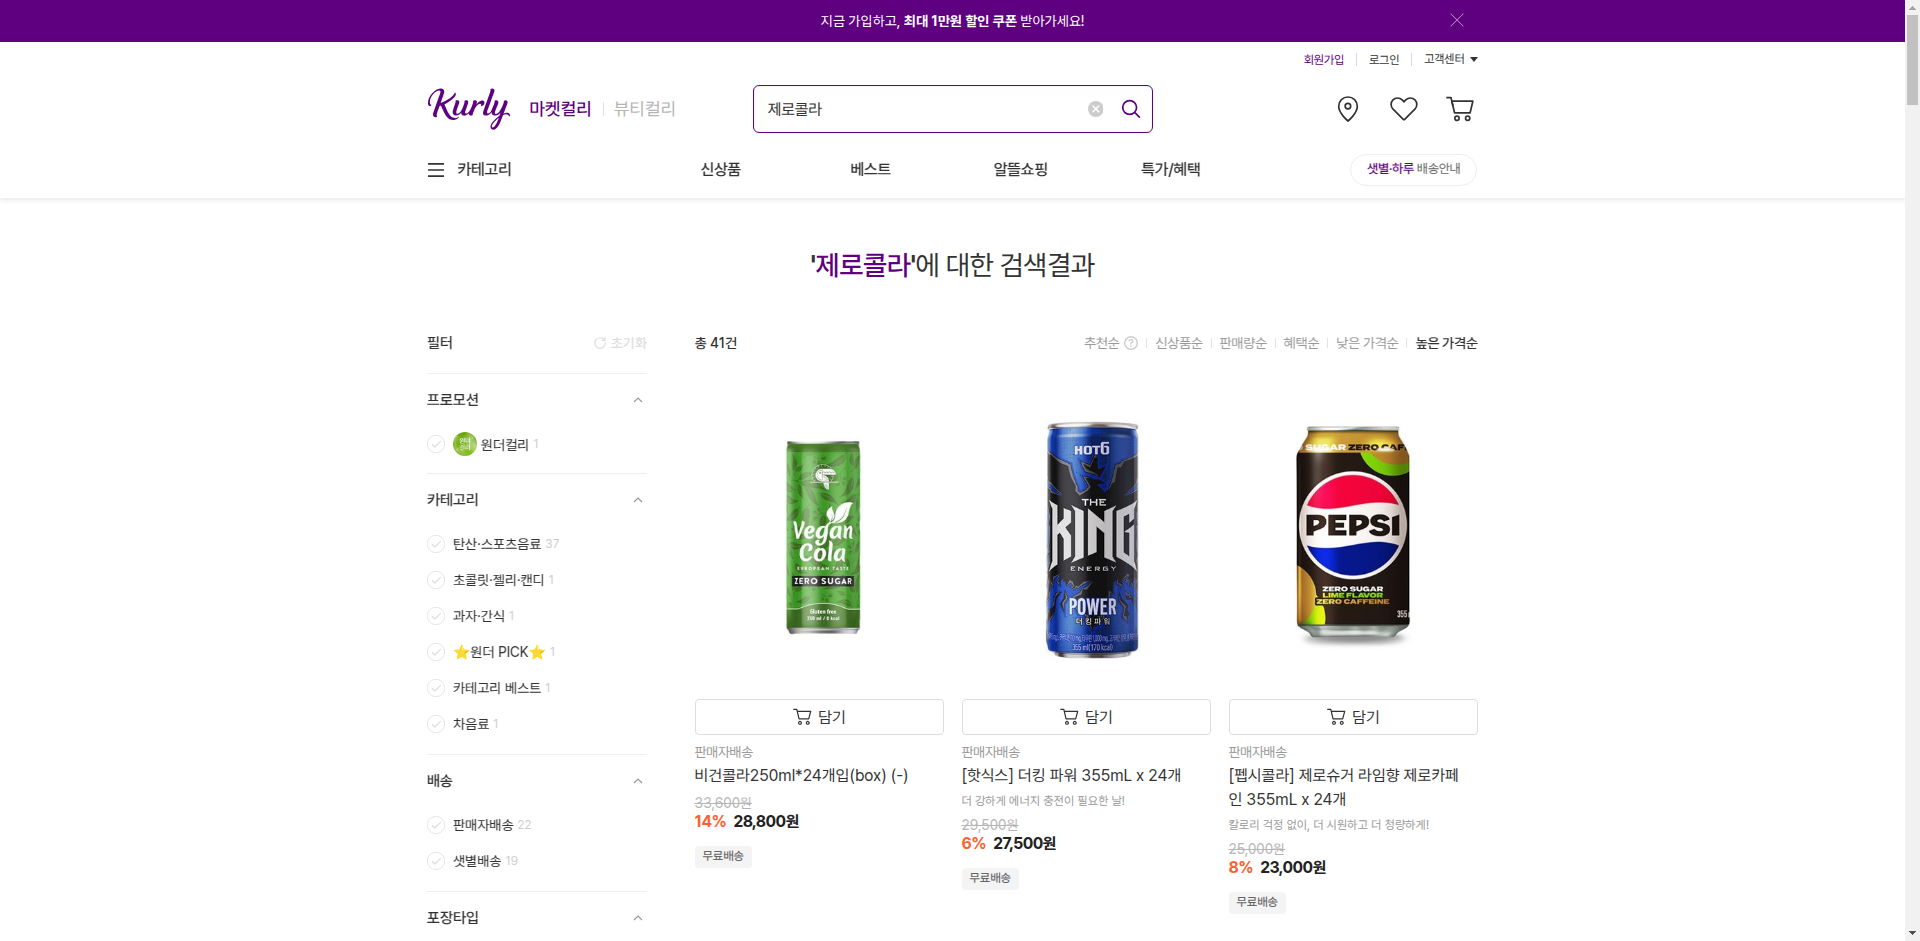 지금 가입하고, 최대 1만원 할인 쿠폰 받아가세요!
회원가입
로그인
고객센터
Kurly
마켓컬리
뷰티컬리
제로콜라
카테고리
신상품
베스트
알뜰쇼핑
특가/혜택
샛별·하루 배송안내
'제로콜라'에 대한 검색결과
필터
초기화
총 41건
추천순 ?
신상품순
판매량순
혜택순
낮은 가격순
높은 가격순
프로모션
원더컬리 1
카테고리
탄산·스포츠음료 37
초콜릿·젤리·캔디 1
과자·간식 1
⭐원더 PICK⭐ 1
카테고리 베스트 1
차음료 1
배송
판매자배송 22
샛별배송 19
포장타입
Vegan
Cola
EUROPEAN TASTE
ZERO SUGAR
Gluten free
담기
판매자배송
비건콜라250ml*24개입(box) (-)
33,600원
14% 28,800원
무료배송
HOT6
THE
KING
ENERGY
POWER
더킹파워
355 ml(170 kcal)
담기
판매자배송
[핫식스] 더킹 파워 355mL x 24개
더 강하게 에너지 충전이 필요한 날!
29,500원
6% 27,500원
무료배송
SUGAR ZERO CAF
PEPSI
ZERO SUGAR
LIME FLAVOR
ZERO CAFFEINE
355
담기
판매자배송
[펩시콜라] 제로슈거 라임향 제로카페
인 355mL x 24개
칼로리 걱정 없이, 더 시원하고 더 청량하게!
25,000원
8% 23,000원
무료배송